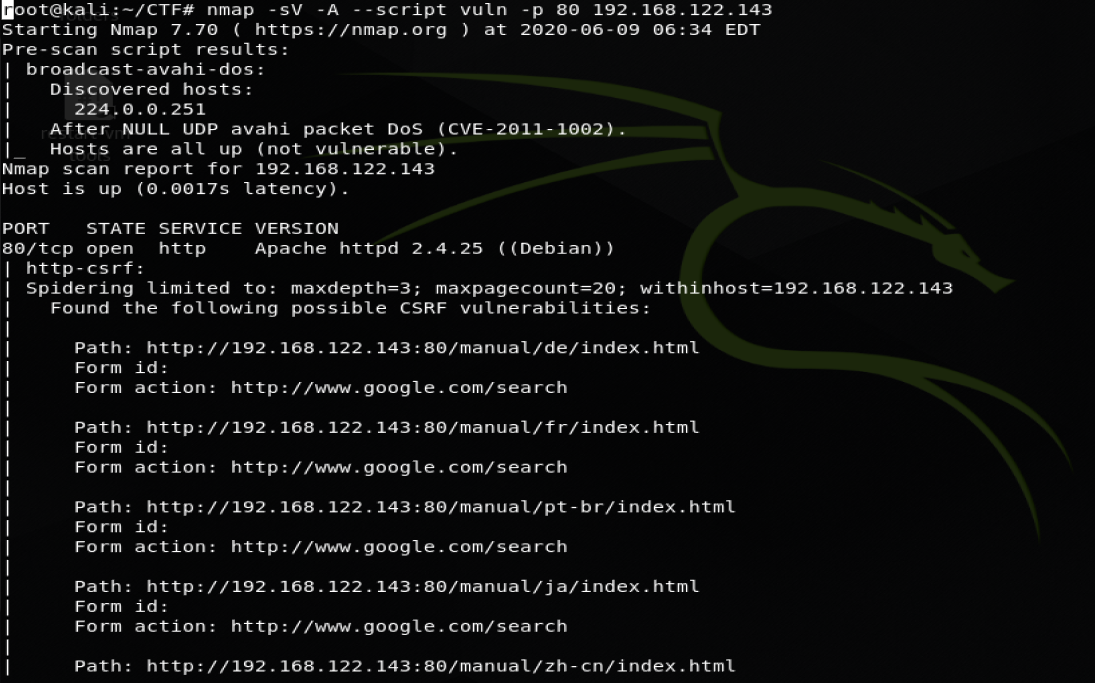 root@kali:~/CTF# nmap -sV -A --script vuln -p 80 192.168.122.143
Starting Nmap 7.70 ( https://nmap.org ) at 2020-06-09 06:34 EDT
Pre-scan script results:
| broadcast-avahi-dos:
|   Discovered hosts:
|     224.0.0.251
|   After NULL UDP avahi packet DoS (CVE-2011-1002).
|_  Hosts are all up (not vulnerable).
Nmap scan report for 192.168.122.143
Host is up (0.0017s latency).

PORT   STATE SERVICE VERSION
80/tcp open  http    Apache httpd 2.4.25 ((Debian))
| http-csrf:
| Spidering limited to: maxdepth=3; maxpagecount=20; withinhost=192.168.122.143
|   Found the following possible CSRF vulnerabilities:
|
|     Path: http://192.168.122.143:80/manual/de/index.html
|     Form id:
|     Form action: http://www.google.com/search
|
|     Path: http://192.168.122.143:80/manual/fr/index.html
|     Form id:
|     Form action: http://www.google.com/search
|
|     Path: http://192.168.122.143:80/manual/pt-br/index.html
|     Form id:
|     Form action: http://www.google.com/search
|
|     Path: http://192.168.122.143:80/manual/ja/index.html
|     Form id:
|     Form action: http://www.google.com/search
|
|     Path: http://192.168.122.143:80/manual/zh-cn/index.html